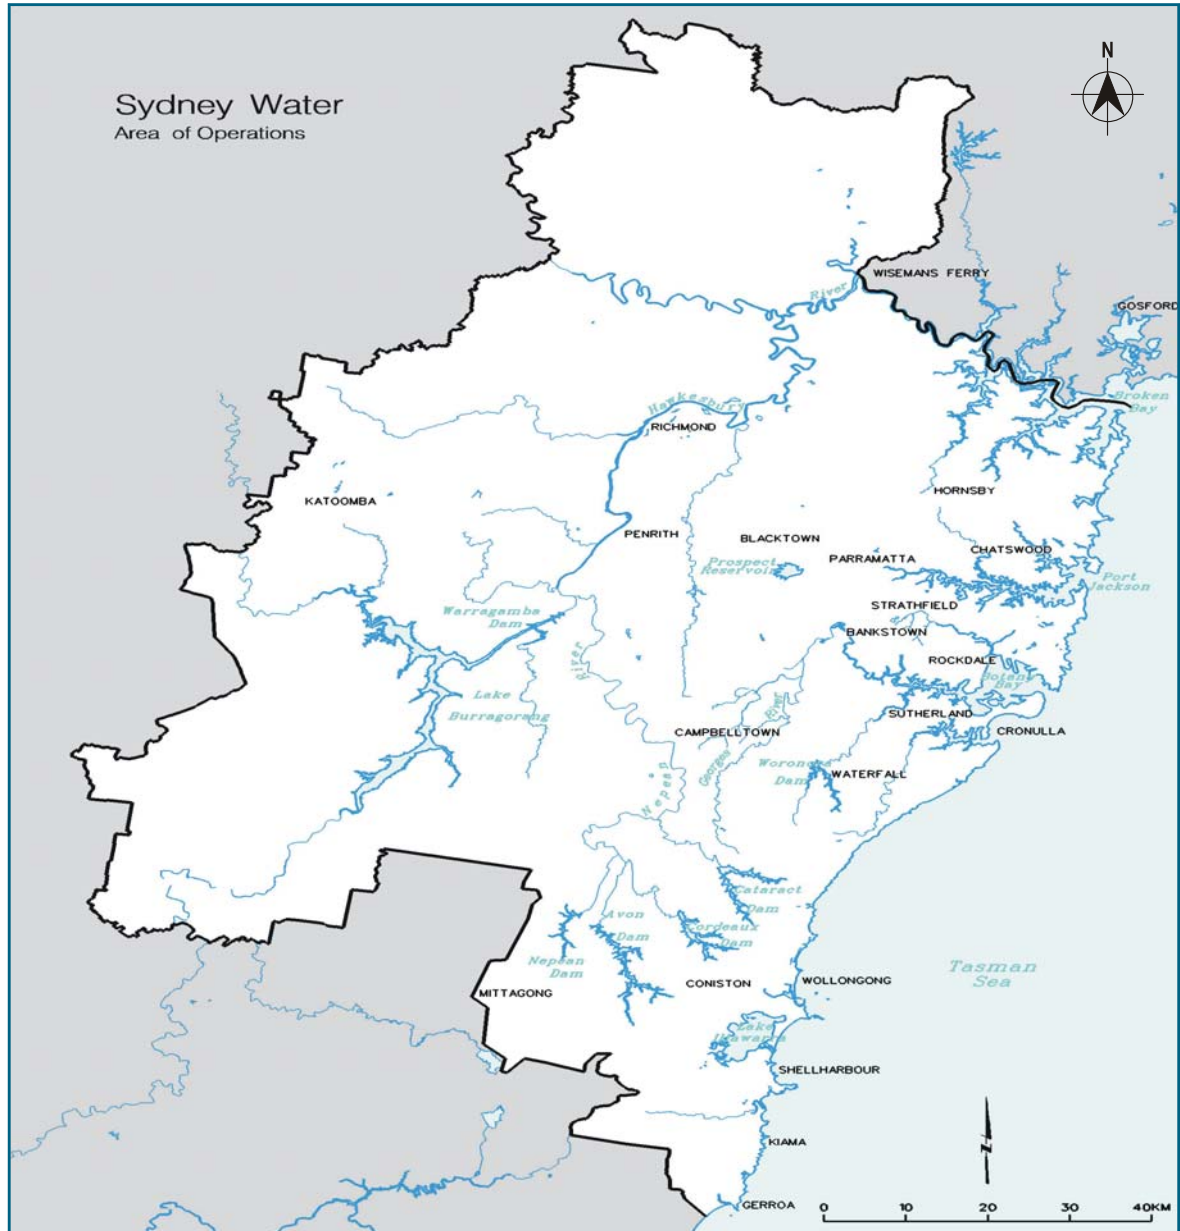 N
Sydney Water
Area of Operations
WISEMANS FERRY
River
GOSFORD
Broken
Bay
Hawkesbury
RICHMOND
HORNSBY
KATOOMBA
PENRITH
BLACKTOWN
CHATSWOOD
PARRAMATTA
Prospect
Reservoir
Port
Jackson
STRATHFIELD
Warragamba
Dam
BANKSTOWN
ROCKDALE
River
Botany
Bay
Lake
Burragorang
River
SUTHERLAND
CRONULLA
CAMPBELLTOWN
Georges
Woronora
Dam
WATERFALL
Nepean
Cataract
Dam
Avon
Dam
Cordeaux
Dam
Nepean
Dam
Tasman
Sea
MITTAGONG
CONISTON
WOLLONGONG
Lake
Illawarra
SHELLHARBOUR
KIAMA
N
GERROA
0 10 20 30 40KM